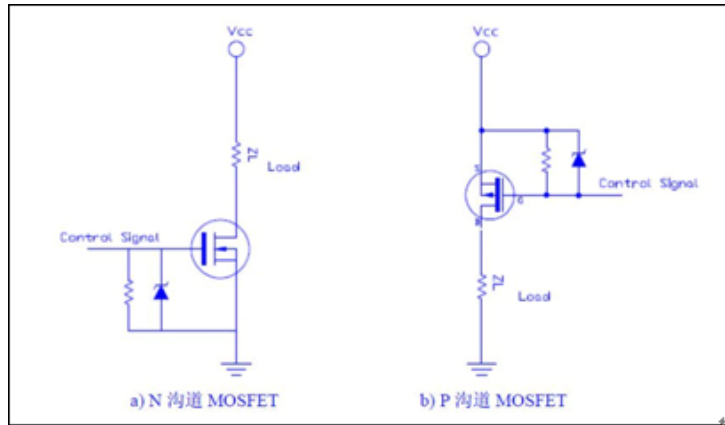 Vcc
ZL
Load
Control Signal
a) N 沟道 MOSFET
Vcc
S
G
Control Signal
ZL
Load
b) P 沟道 MOSFET